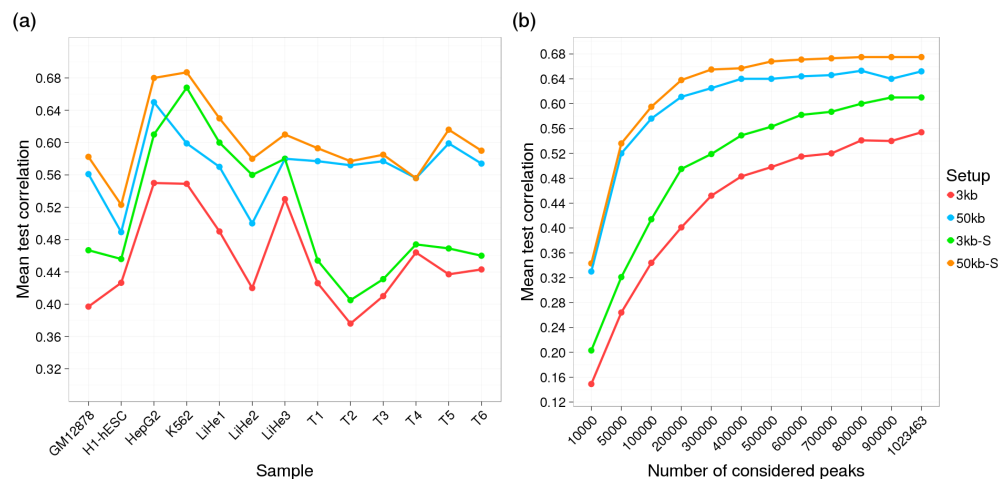 (a)
Mean test correlation
0.68
0.64
0.60
0.56
0.52
0.48
0.44
0.40
0.36
0.32
GM12878
H1-hESC
HepG2
K562
LiHe1
LiHe2
LiHe3
T1
T2
T3
T4
T5
T6
Sample
(b)
Mean test correlation
0.68
0.64
0.60
0.56
0.52
0.48
0.44
0.40
0.36
0.32
0.28
0.24
0.20
0.16
0.12
10000
50000
100000
200000
300000
400000
500000
600000
700000
800000
900000
1023463
Number of considered peaks
Setup
3kb
50kb
3kb-S
50kb-S